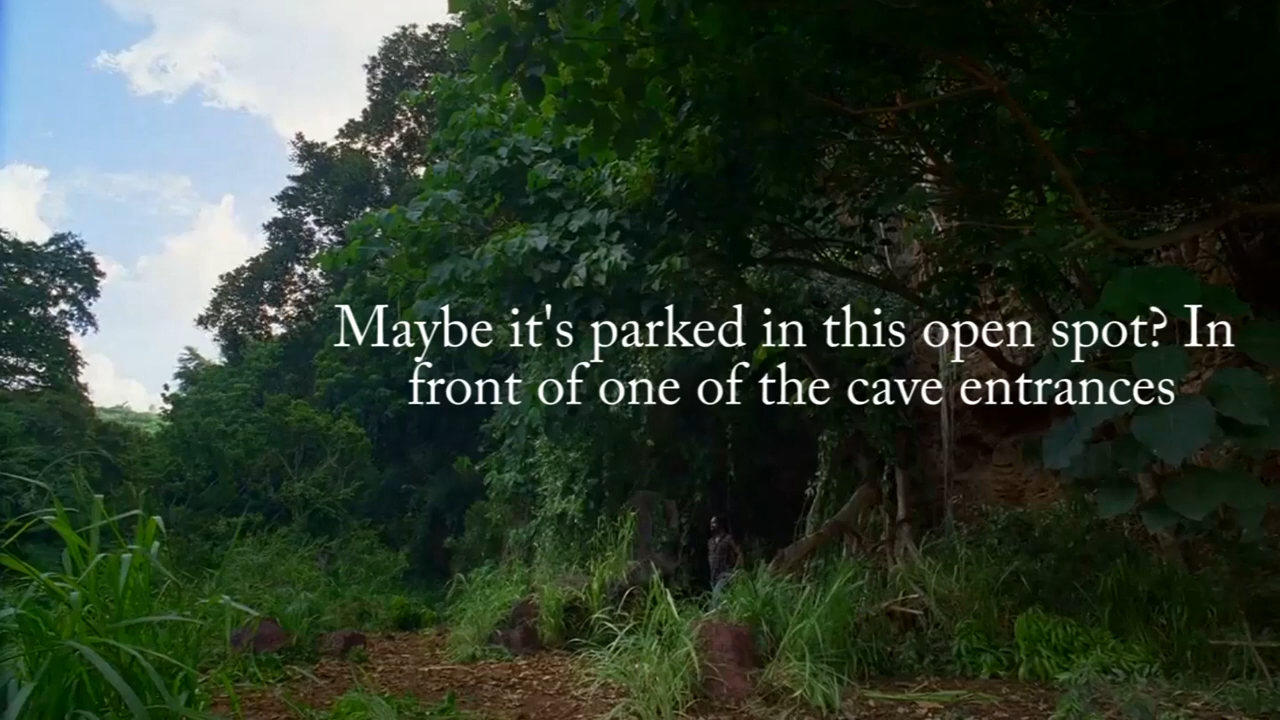 Maybe it's parked in this open spot? In
front of one of the cave entrances